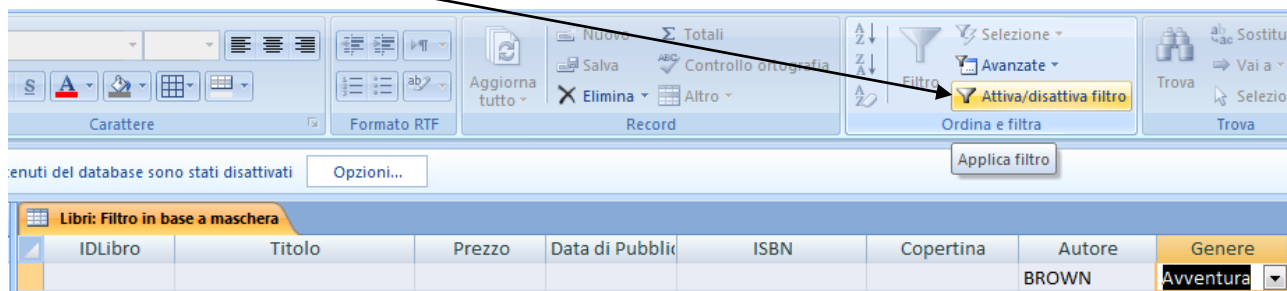 Nuovo Σ Totali
Selezione
Sostitu
Salva ABC Controllo ortografia
Avanzate
Vai a
S A
Aggiorna tutto
Elimina Altro
Filtro
Attiva/disattiva filtro
Trova
Selezio
Carattere Formato RTF Record Ordina e filtra Trova
Applica filtro
tenuti del database sono stati disattivati Opzioni...
Libri: Filtro in base a maschera
IDLibro Titolo Prezzo Data di Pubblic ISBN Copertina Autore Genere
BROWN Avventura